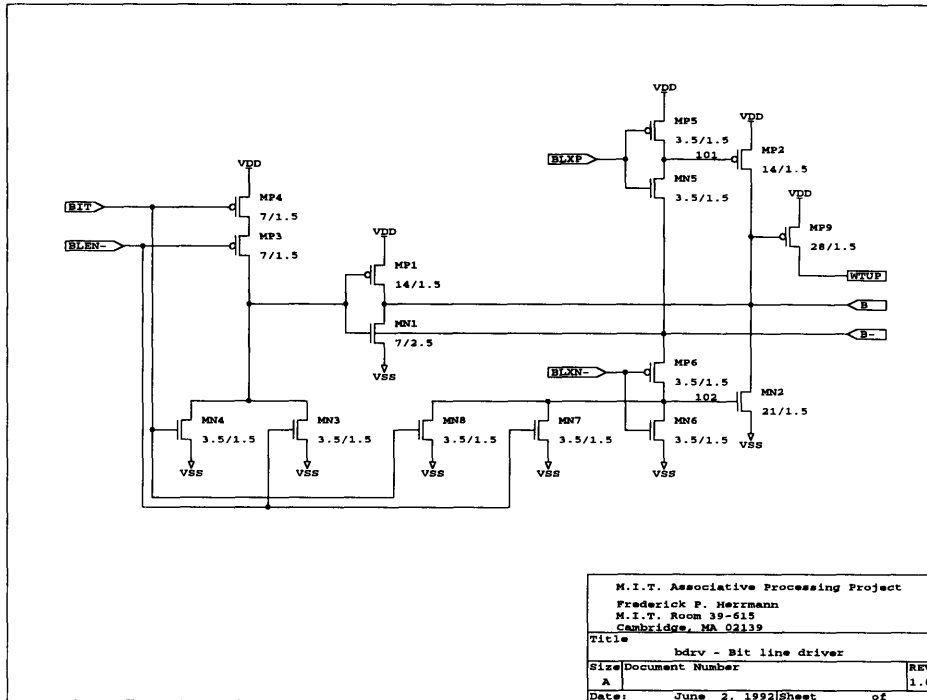 VDD
MP5
3.5/1.5
VDD
MP2
14/1.5
BLXP
101
MN5
3.5/1.5
VDD
MP4
7/1.5
BIT
VDD
MP9
28/1.5
MP3
7/1.5
BLEN-
VDD
MP1
14/1.5
WTUP
B
MN1
7/2.5
B-
VSS
BLXN-
MP6
3.5/1.5
102
MN2
21/1.5
MN4
3.5/1.5
MN3
3.5/1.5
MN8
3.5/1.5
MN7
3.5/1.5
MN6
3.5/1.5
VSS
VSS
VSS
VSS
VSS
VSS
M.I.T. Associative Processing Project
Frederick P. Herrmann
M.I.T. Room 39-615
Cambridge, MA 02139
Title
bdrv - Bit line driver
Size Document Number REV
A 1.0
Date: June 2, 1992 Sheet of